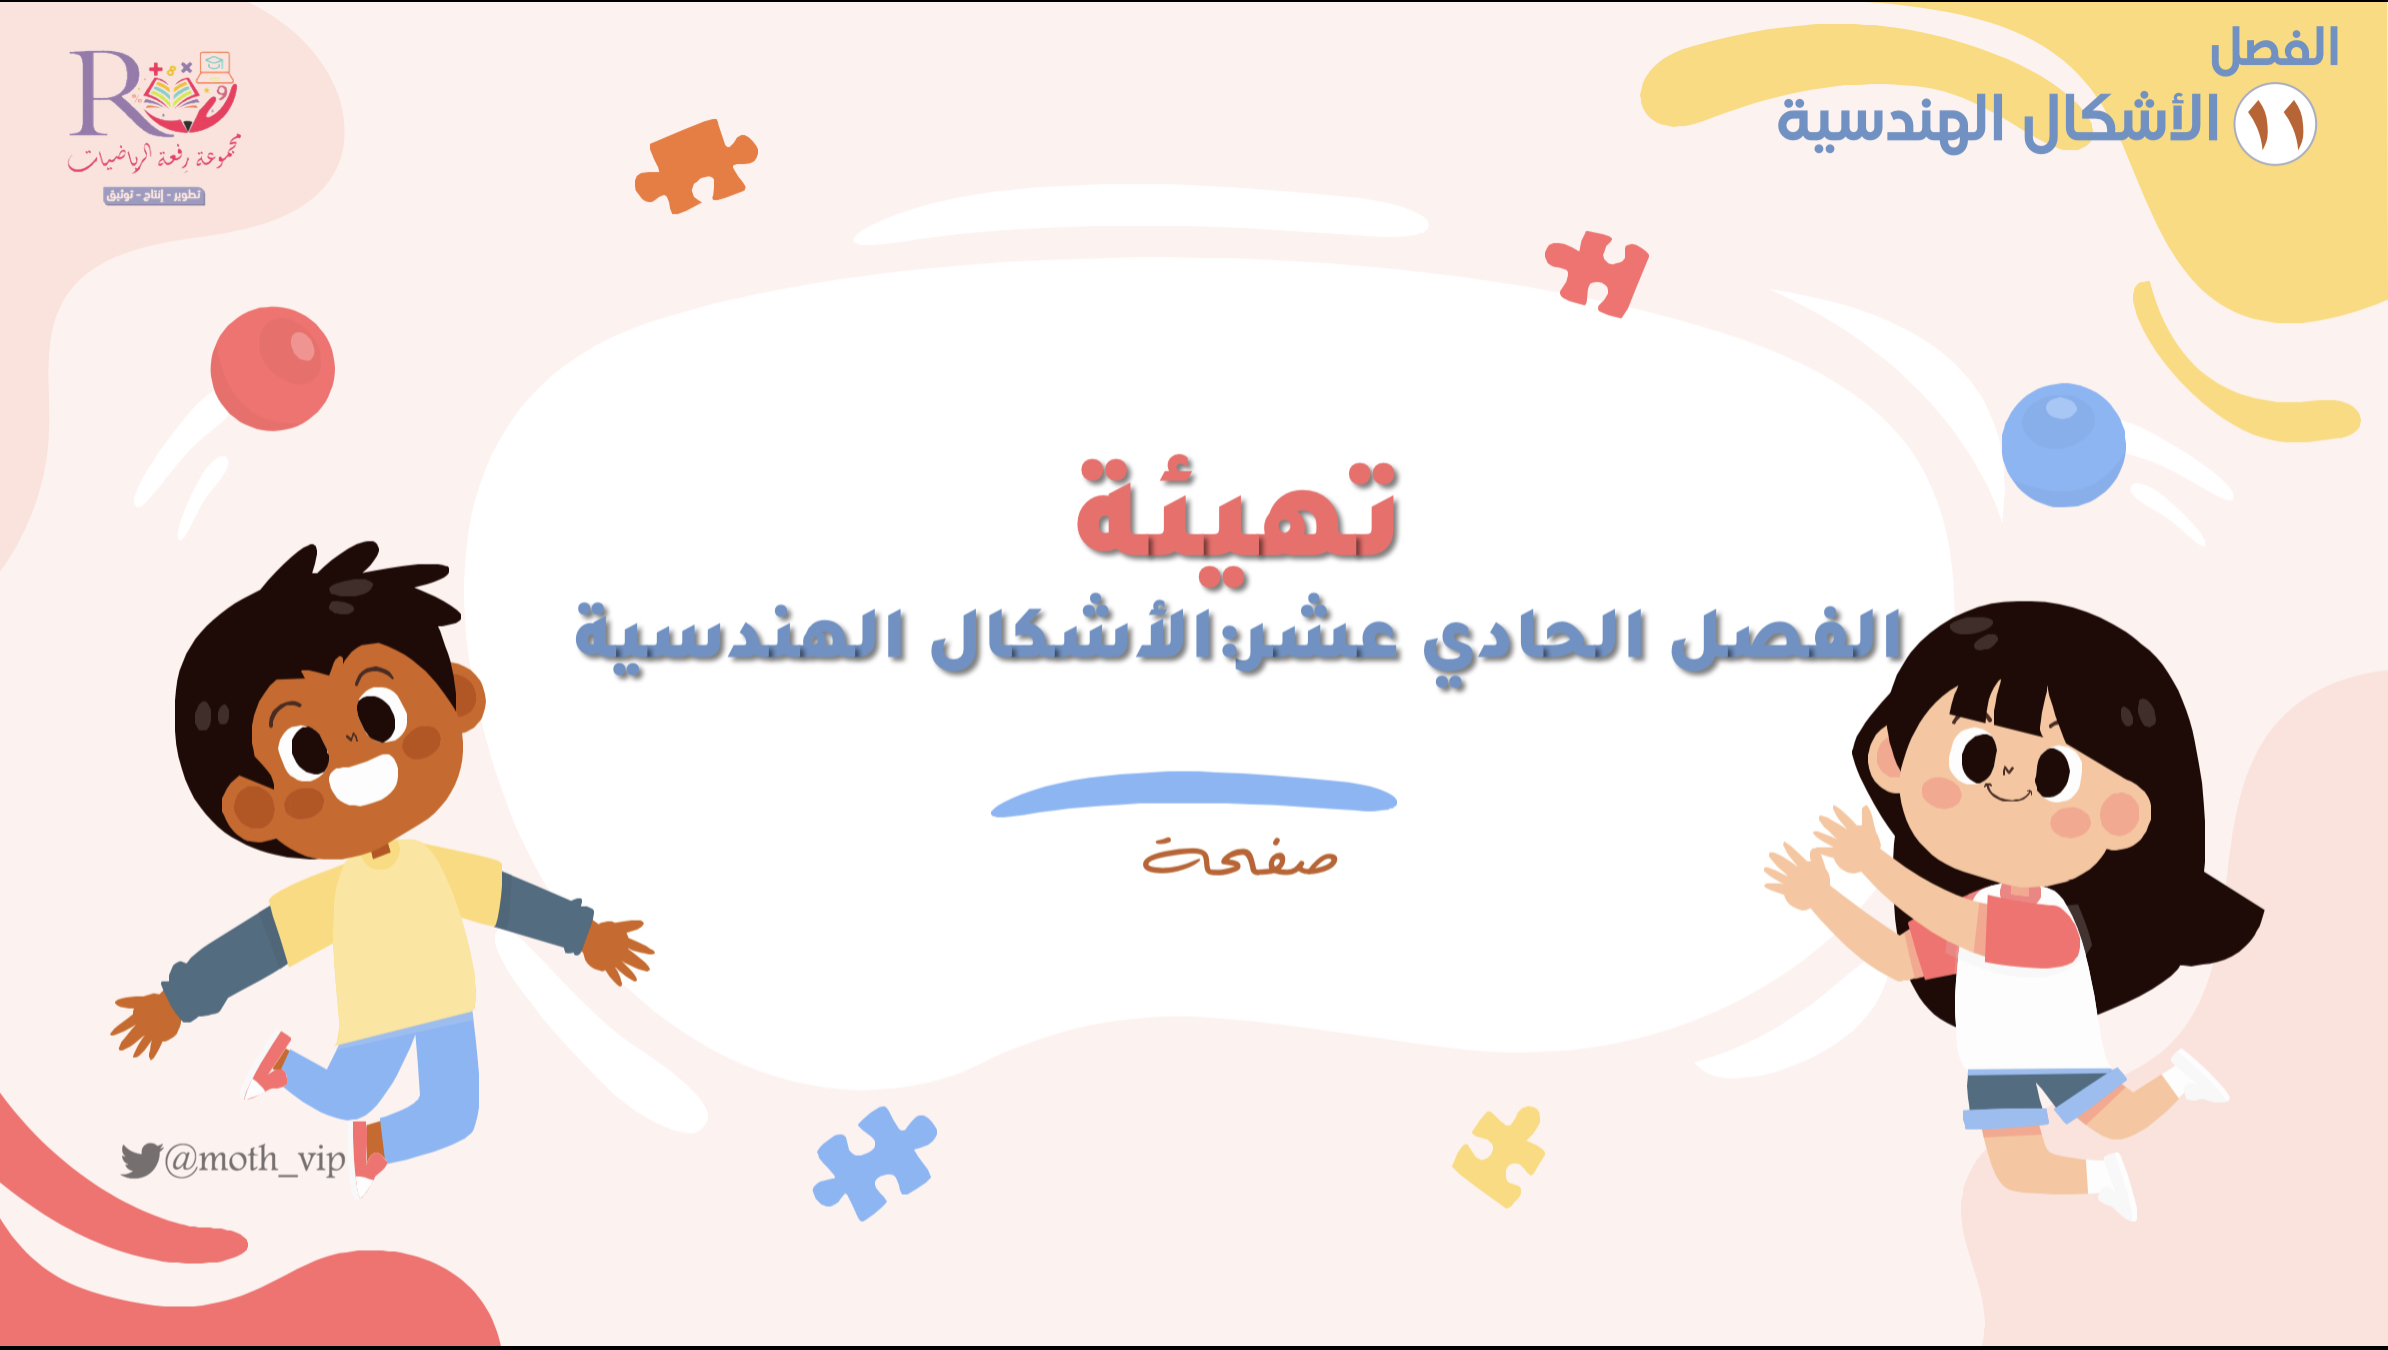 الفصل
١١ الأشكال الهندسية
R
مجموعة رفعة الرياضيات
تطوير - إنتاج - توثيق
تهيئة
الفصل الحادي عشر:الأشكال الهندسية
صفحة
@moth_vip